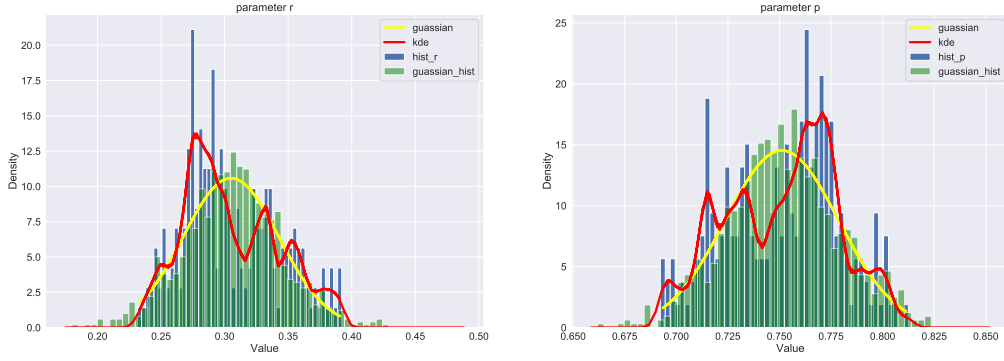 parameter r
guassian
kde
hist_r
guassian_hist
Density
20.0
17.5
15.0
12.5
10.0
7.5
5.0
2.5
0.0
0.20 0.25 0.30 0.35 0.40 0.45 0.50
Value
parameter p
guassian
kde
hist_p
guassian_hist
Density
25
20
15
10
5
0
0.650 0.675 0.700 0.725 0.750 0.775 0.800 0.825 0.850
Value